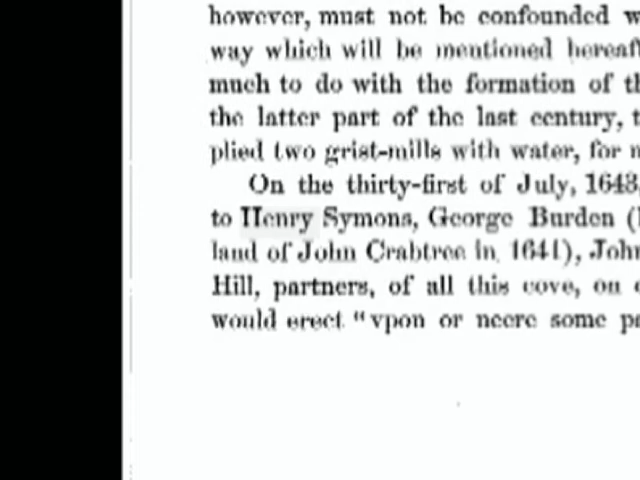 however, must not be confounded
way which will be mentioned
much to do with the formation of
the latter part of the last century,
plied two grist-mills with water, for
On the thirty-first of July, 1643,
to Henry Symons, George Burden
land of John Crabtree in 1641), John
Hill, partners, of all this cove, on
would erect "vpon or neere some